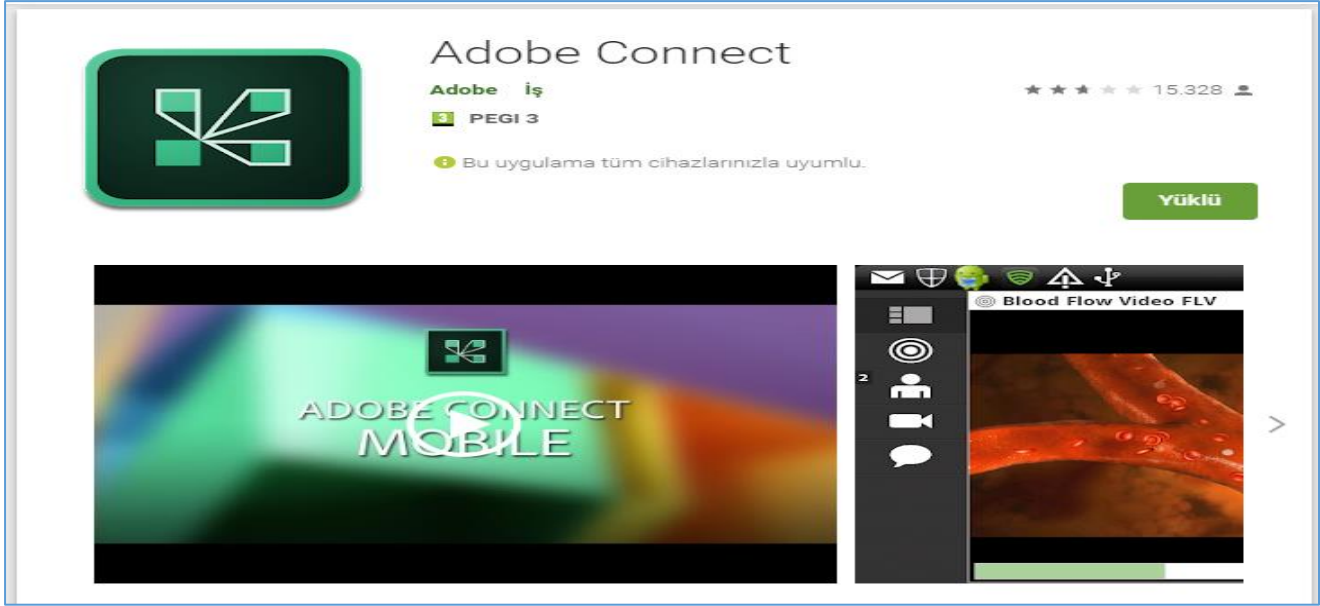 Adobe Connect
Adobe İş
15.328
3 PEGI 3
Bu uygulama tüm cihazlarınızla uyumlu.
Yüklü
ADOBE CONNECT
MOBILE
Blood Flow Video FLV
2